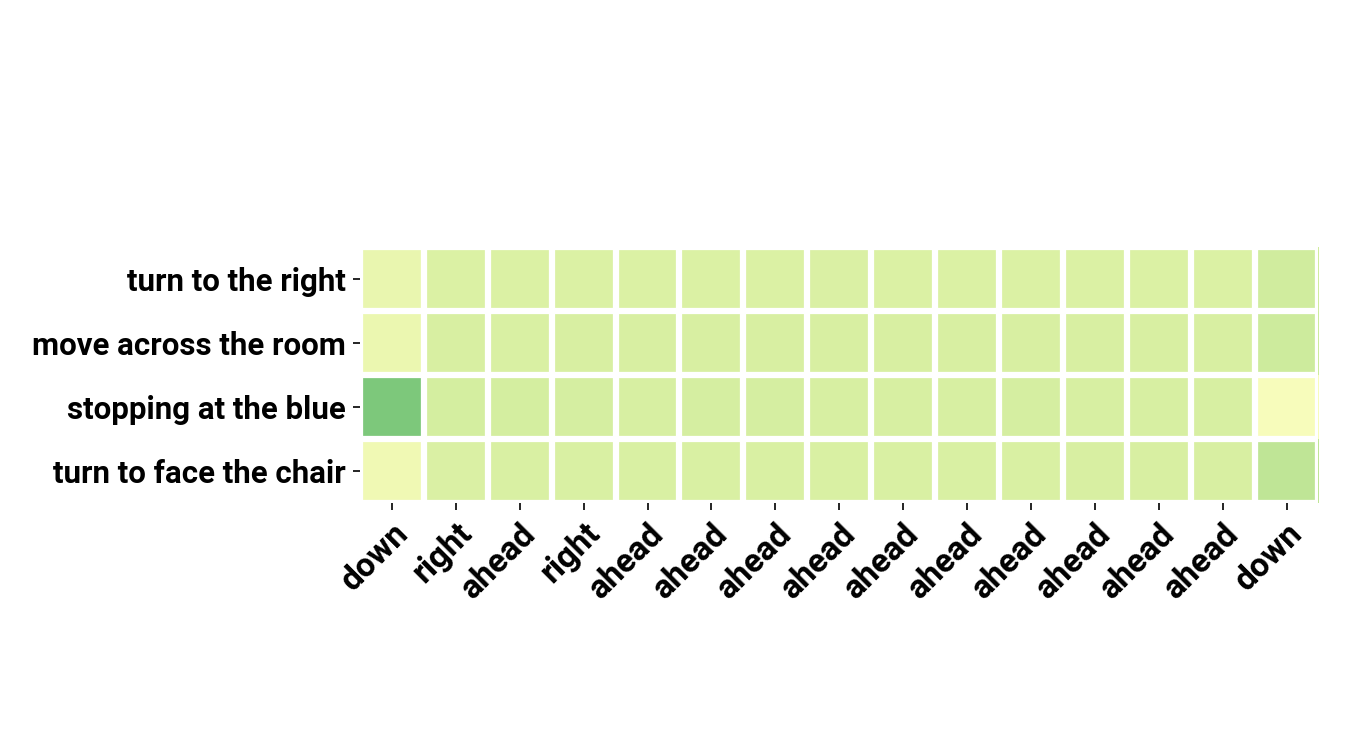 turn to the right
move across the room
stopping at the blue
turn to face the chair
down right ahead right ahead ahead ahead ahead ahead ahead ahead ahead ahead ahead down